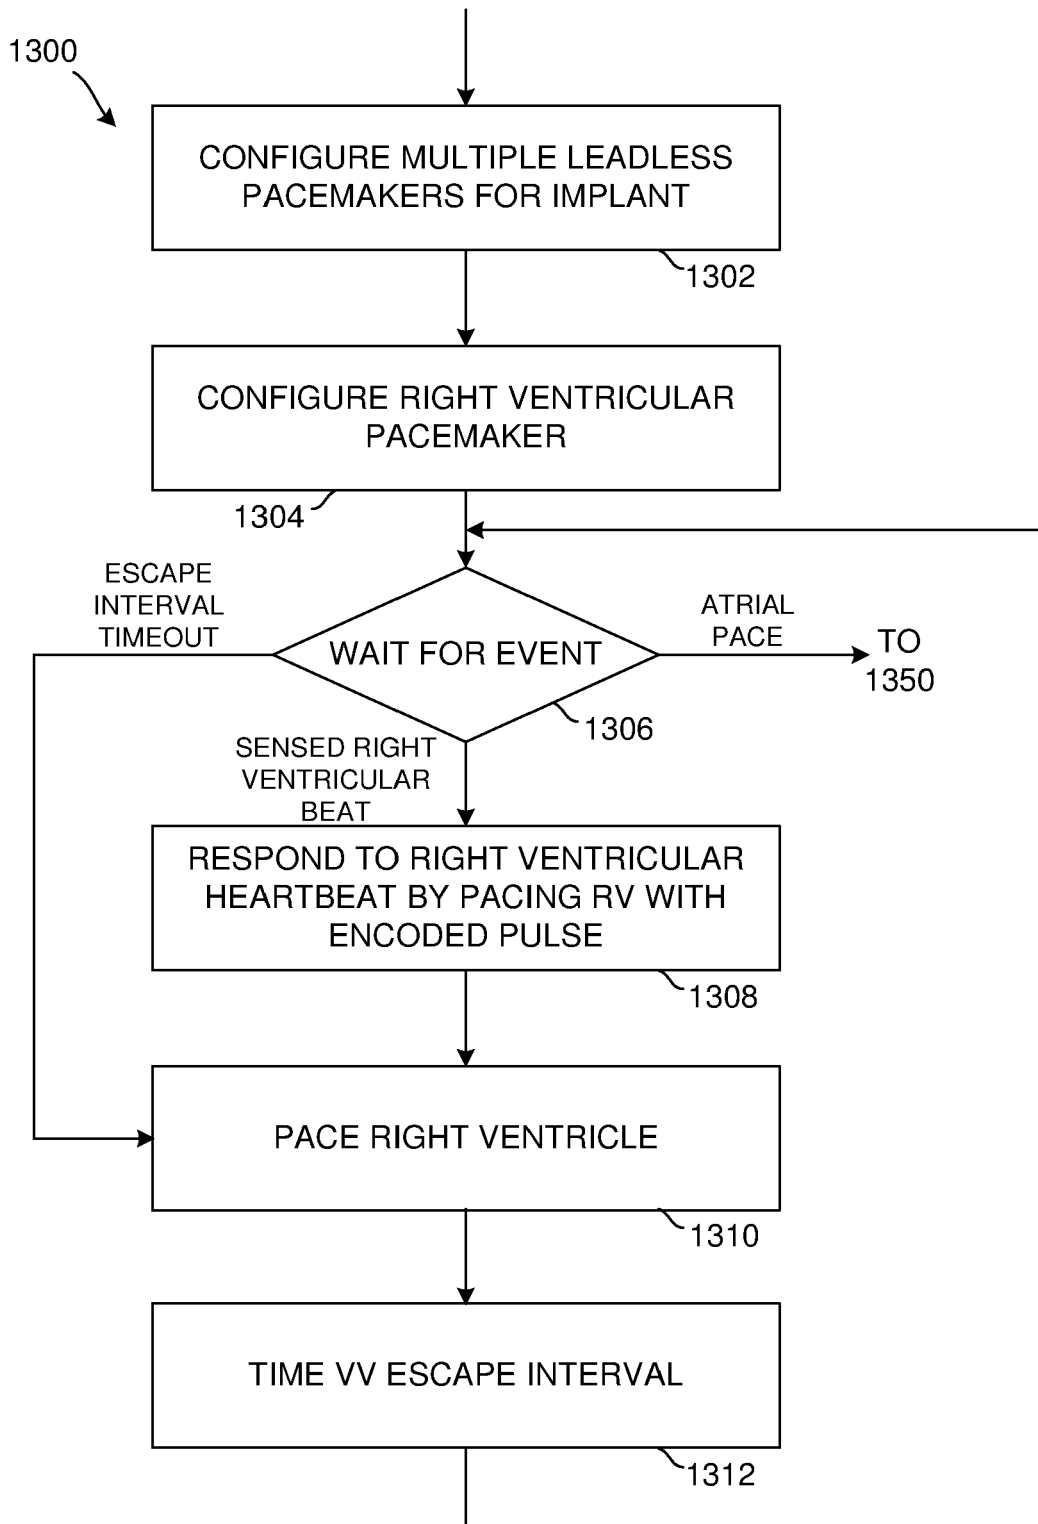 1300
CONFIGURE MULTIPLE LEADLESS
PACEMAKERS FOR IMPLANT
1302
CONFIGURE RIGHT VENTRICULAR
PACEMAKER
1304
ESCAPE
INTERVAL
TIMEOUT
WAIT FOR EVENT
ATRIAL
PACE
TO
1350
1306
SENSED RIGHT
VENTRICULAR
BEAT
RESPOND TO RIGHT VENTRICULAR
HEARTBEAT BY PACING RV WITH
ENCODED PULSE
1308
PACE RIGHT VENTRICLE
1310
TIME VV ESCAPE INTERVAL
1312